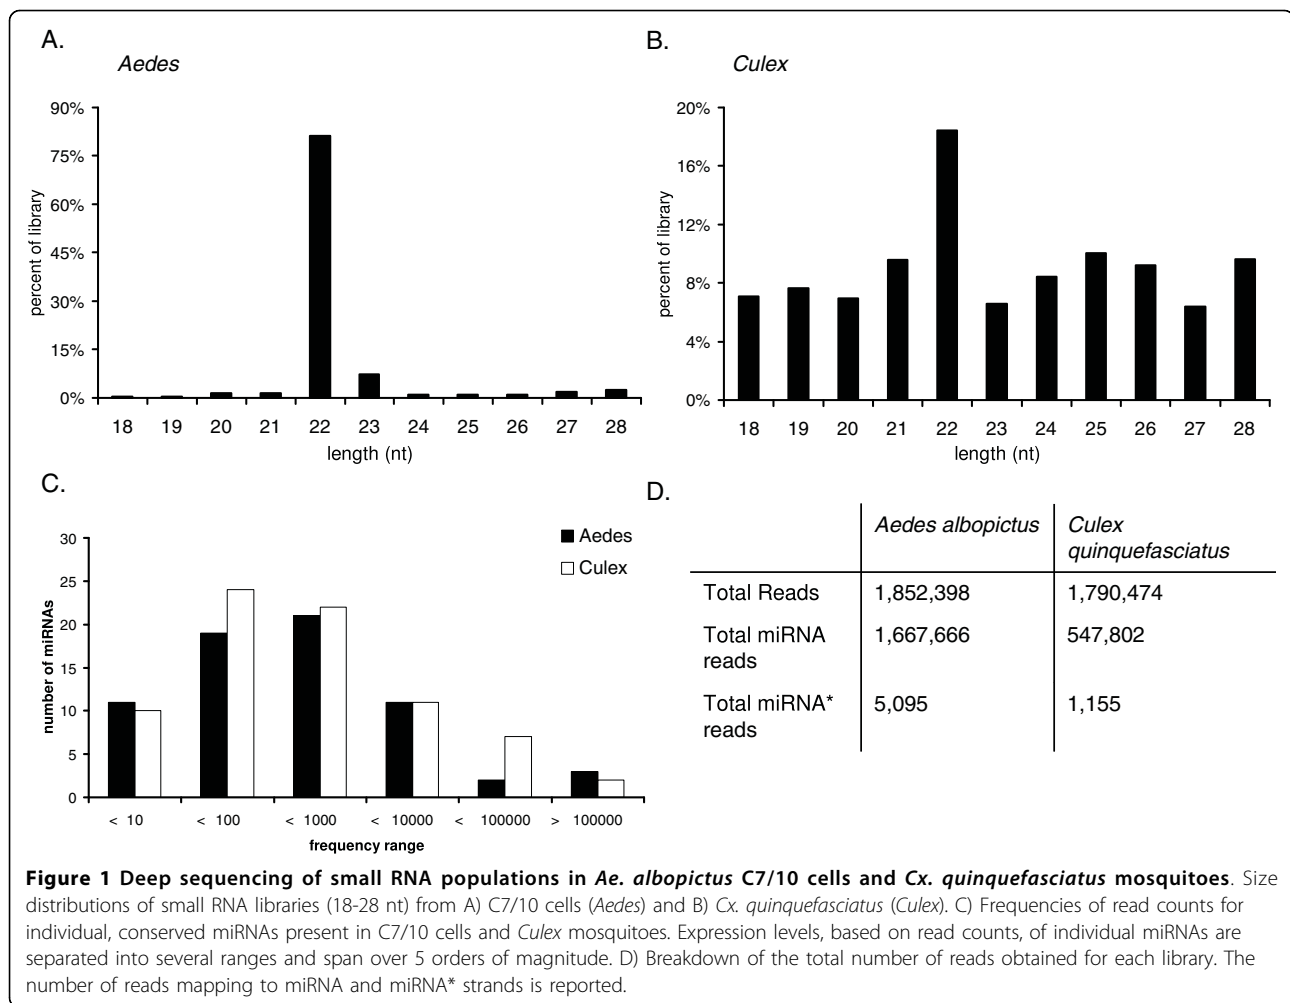 A.
Aedes
90%
75%
60%
45%
30%
15%
0%
percent of library
18 19 20 21 22 23 24 25 26 27 28
length (nt)
B.
Culex
20%
16%
12%
8%
4%
0%
percent of library
18 19 20 21 22 23 24 25 26 27 28
length (nt)
C.
Aedes
Culex
30
25
20
15
10
5
0
number of miRNAs
< 10 < 100 < 1000 < 10000 < 100000 > 100000
frequency range
D.
Aedes albopictus Culex
quinquefasciatus
Total Reads 1,852,398 1,790,474
Total miRNA 1,667,666 547,802
reads
Total miRNA* 5,095 1,155
reads
Figure 1 Deep sequencing of small RNA populations in Ae. albopictus C7/10 cells and Cx. quinquefasciatus mosquitoes. Size
distributions of small RNA libraries (18-28 nt) from A) C7/10 cells (Aedes) and B) Cx. quinquefasciatus (Culex). C) Frequencies of read counts for
individual, conserved miRNAs present in C7/10 cells and Culex mosquitoes. Expression levels, based on read counts, of individual miRNAs are
separated into several ranges and span over 5 orders of magnitude. D) Breakdown of the total number of reads obtained for each library. The
number of reads mapping to miRNA and miRNA* strands is reported.